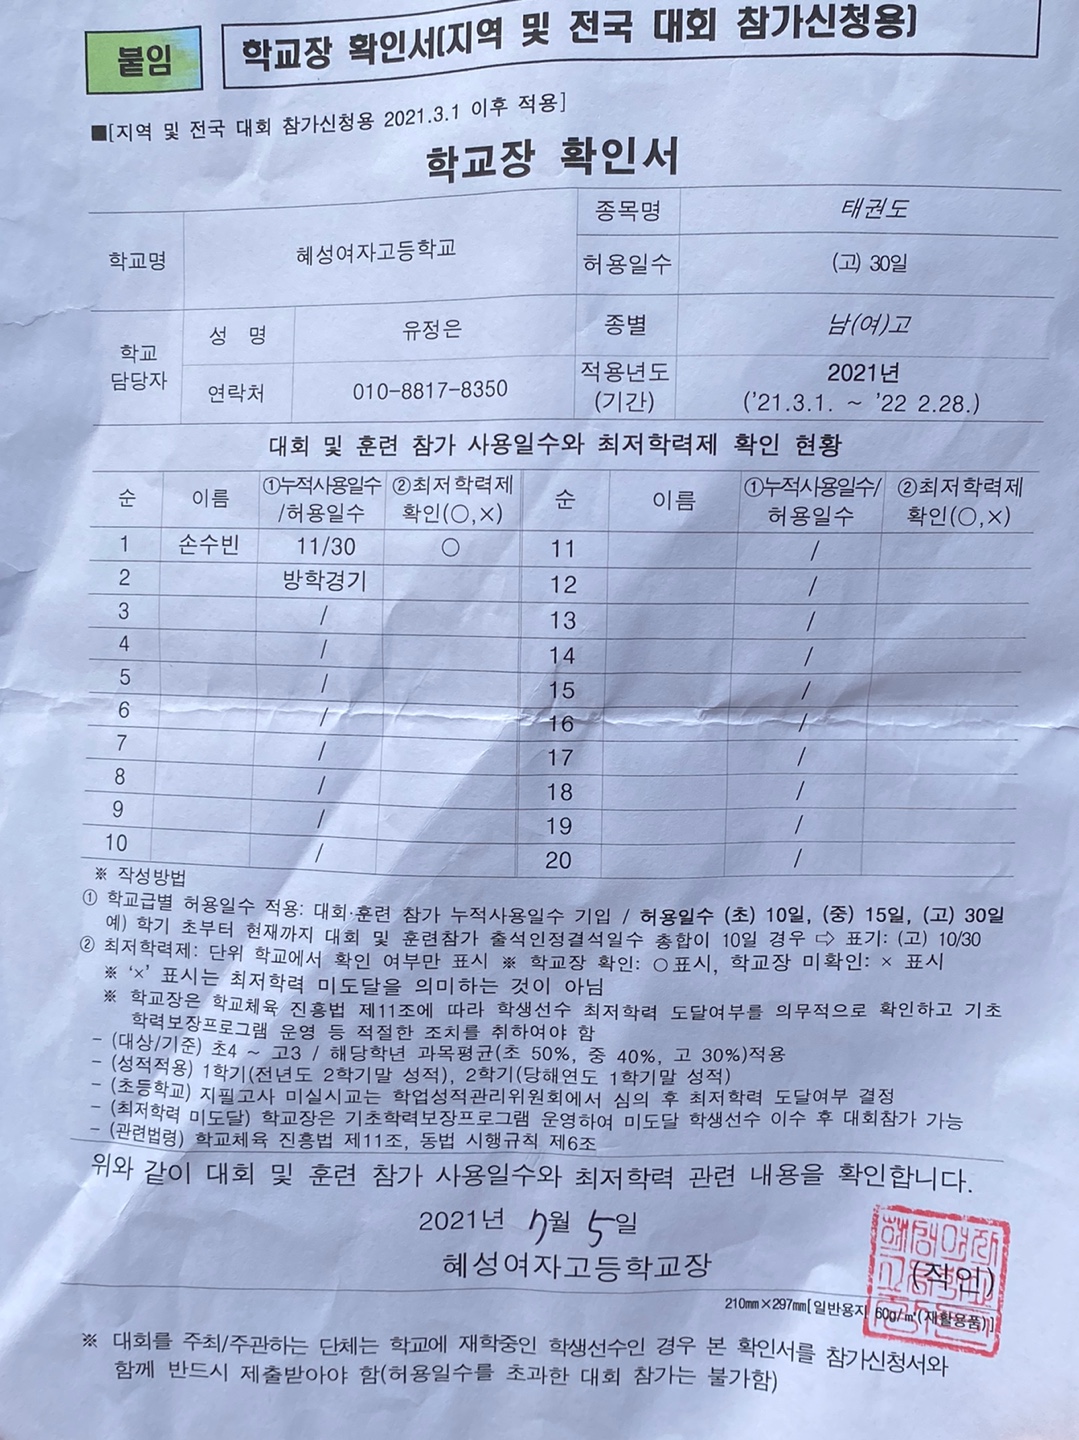 붙임
학교장 확인서(지역 및 전국 대회 참가신청용)
■[지역 및 전국 대회 참가신청용 2021.3.1 이후 적용]
학교장 확인서
학교명 혜성여자고등학교 종목명 태권도
허용일수 (고) 30일
학교 담당자 성 명 유정은 종별 남(여)고
연락처 010-8817-8350 적용년도 (기간) 2021년
('21.3.1. ~ '22 2.28.)
대회 및 훈련 참가 사용일수와 최저학력제 확인 현황
순 이름 ①누적사용일수 ②최저학력제 순 이름 ①누적사용일수/ ②최저학력제
/허용일수 확인(○,×) 허용일수 확인(○,×)
1 손수빈 11/30 ○ 11 /
2 방학경기 12 /
3 / 13 /
4 / 14 /
5 / 15 /
6 / 16 /
7 / 17 /
8 / 18 /
9 / 19 /
10 / 20 /
※ 작성방법
① 학교급별 허용일수 적용: 대회·훈련 참가 누적사용일수 기입 / 허용일수 (초) 10일, (중) 15일, (고) 30일
예) 학기 초부터 현재까지 대회 및 훈련참가 출석인정결석일수 총합이 10일 경우 ⇨ 표기: (고) 10/30
② 최저학력제: 단위 학교에서 확인 여부만 표시 ※ 학교장 확인: ○표시, 학교장 미확인: × 표시
※ '×' 표시는 최저학력 미도달을 의미하는 것이 아님
※ 학교장은 학교체육 진흥법 제11조에 따라 학생선수 최저학력 도달여부를 의무적으로 확인하고 기초
학력보장프로그램 운영 등 적절한 조치를 취하여야 함
- (대상/기준) 초4 ~ 고3 / 해당학년 과목평균(초 50%, 중 40%, 고 30%)적용
- (성적적용) 1학기(전년도 2학기말 성적), 2학기(당해연도 1학기말 성적)
- (초등학교) 지필고사 미실시교는 학업성적관리위원회에서 심의 후 최저학력 도달여부 결정
- (최저학력 미도달) 학교장은 기초학력보장프로그램 운영하여 미도달 학생선수 이수 후 대회참가 가능
- (관련법령) 학교체육 진흥법 제11조, 동법 시행규칙 제6조
위와 같이 대회 및 훈련 참가 사용일수와 최저학력 관련 내용을 확인합니다.
2021년 7월 5일
혜성여자고등학교장 (직인)
210㎜×297㎜[일반용지 60g/㎡(재활용품)]
※ 대회를 주최/주관하는 단체는 학교에 재학중인 학생선수인 경우 본 확인서를 참가신청서와
함께 반드시 제출받아야 함(허용일수를 초과한 대회 참가는 불가함)